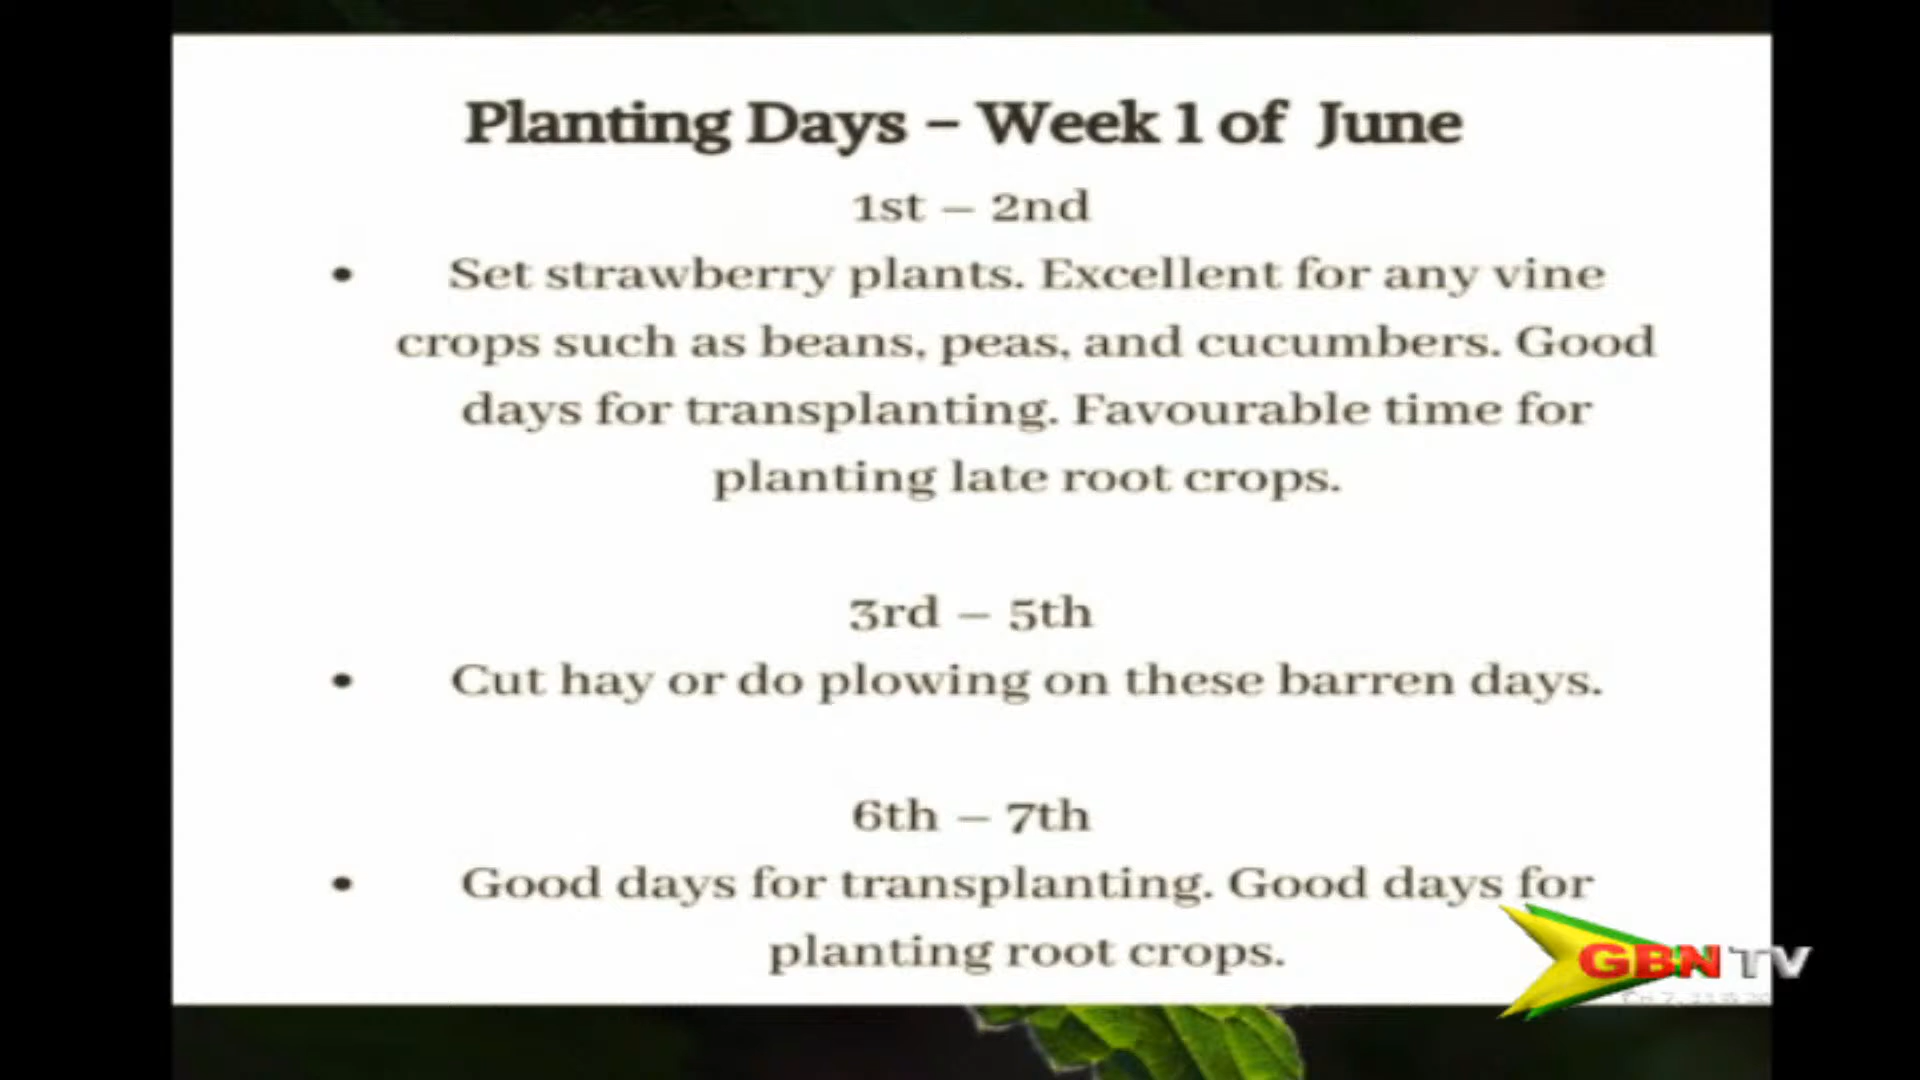 Planting Days – Week 1 of June
1st – 2nd
• Set strawberry plants. Excellent for any vine
crops such as beans, peas, and cucumbers. Good
days for transplanting. Favourable time for
planting late root crops.
3rd – 5th
• Cut hay or do plowing on these barren days.
6th – 7th
• Good days for transplanting. Good days for
planting root crops.
GBN TV